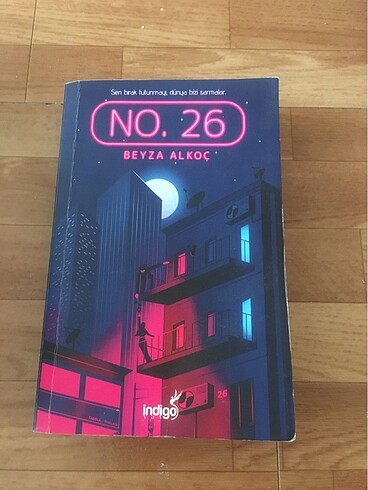 Sen bırak tutunmayı, dünya bizi sarmalar.
NO. 26
BEYZA ALKOÇ
26
indigo